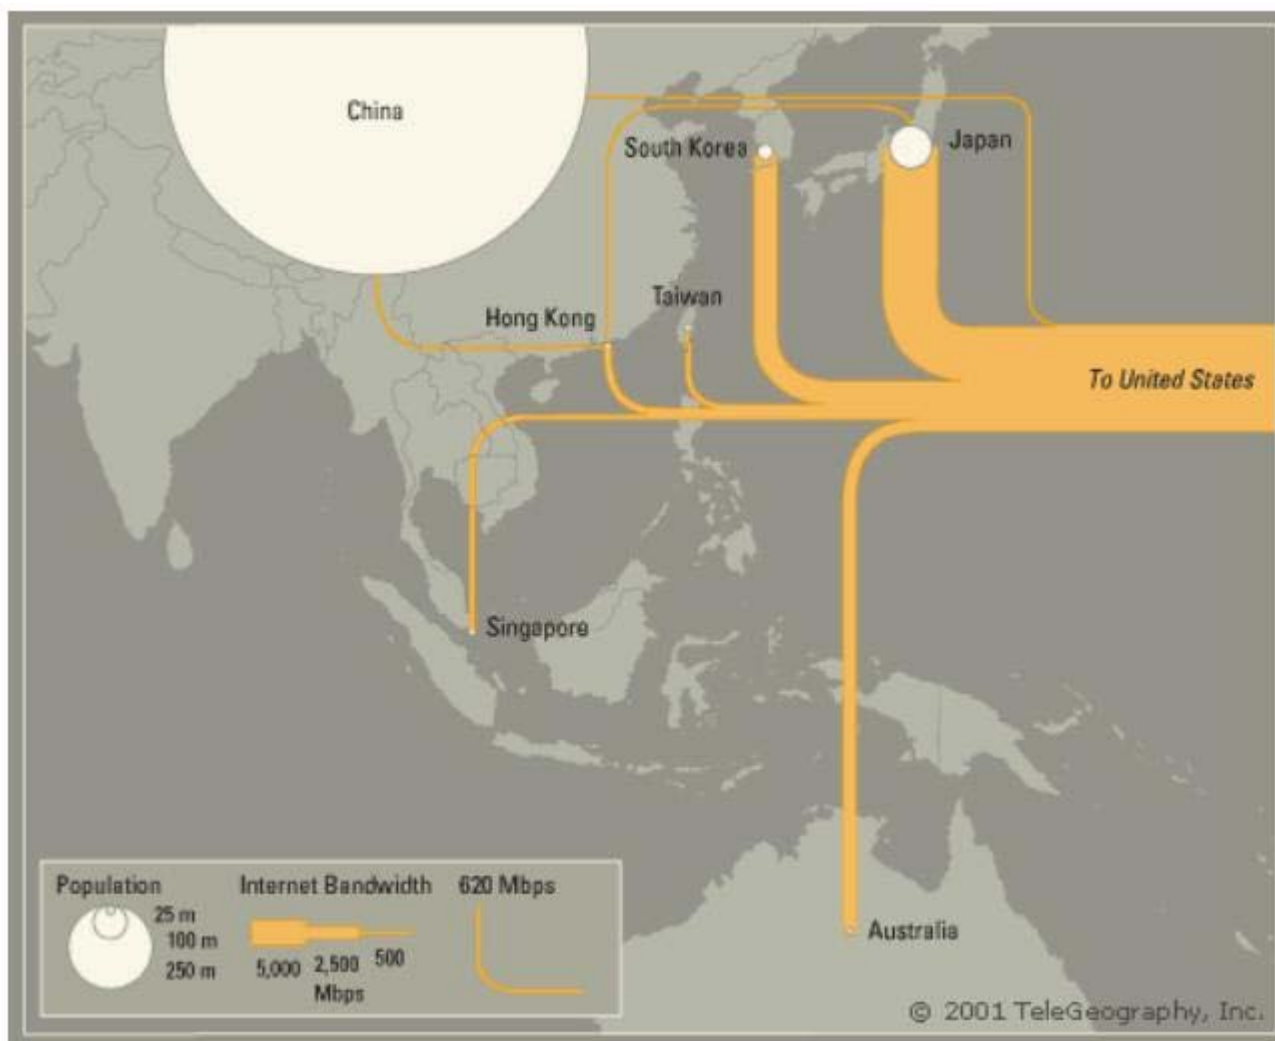 China
South Korea
Japan
Taiwan
Hong Kong
To United States
Singapore
Australia
Population
25 m
100 m
250 m
Internet Bandwidth
5,000 2,500 500
Mbps
620 Mbps
© 2001 TeleGeography, Inc.